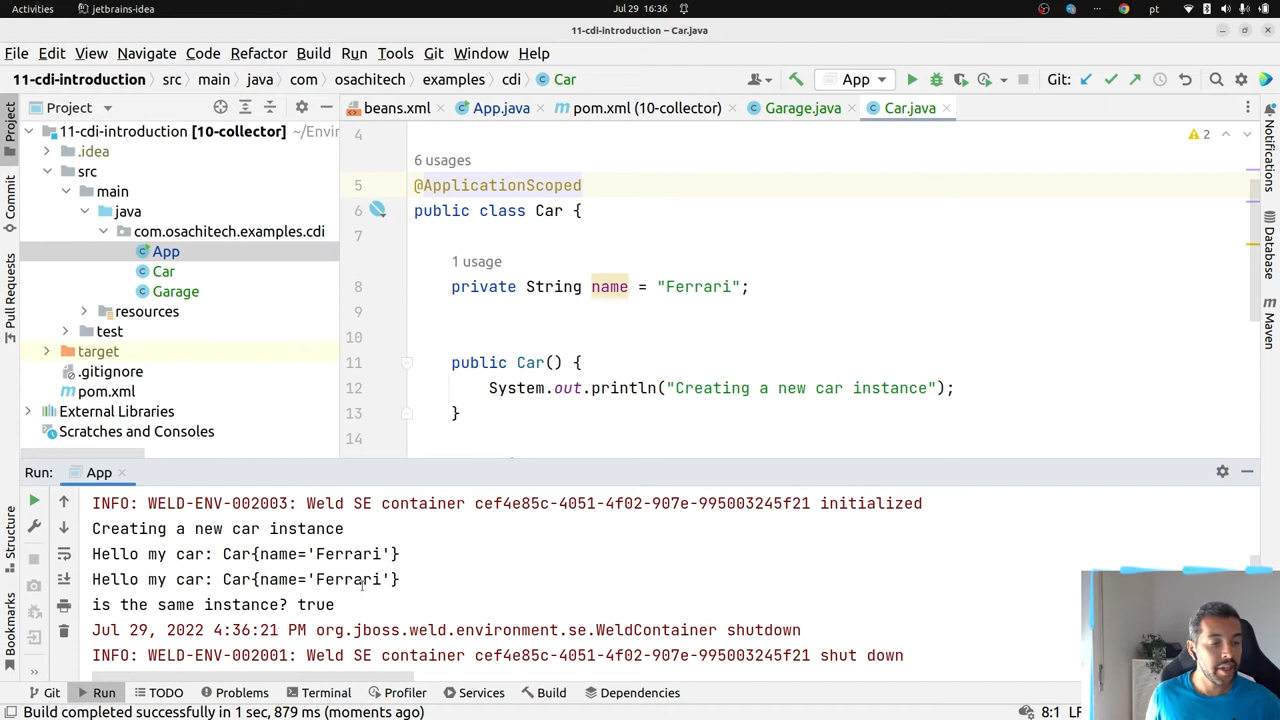 Activities
jetbrains-idea
Jul 29 16:36
pt
11-cdi-introduction – Car.java
File Edit View Navigate Code Refactor Build Run Tools Git Window Help
11-cdi-introduction
src
main
java
com
osachitech
examples
cdi
Car
App
Git:
Project
beans.xml
App.java
pom.xml (10-collector)
Garage.java
Car.java
11-cdi-introduction [10-collector] ~/Envir
.idea
src
main
java
com.osachitech.examples.cdi
App
Car
Garage
resources
test
target
.gitignore
pom.xml
External Libraries
Scratches and Consoles
Project
Commit
Pull Requests
Structure
Bookmarks
Notifications
Database
Maven
2
4
6 usages
5 @ApplicationScoped
6 public class Car {
7
1 usage
8 private String name = "Ferrari";
9
10
11 public Car() {
12 System.out.println("Creating a new car instance");
13 }
14
Run: App
INFO: WELD-ENV-002003: Weld SE container cef4e85c-4051-4f02-907e-995003245f21 initialized
Creating a new car instance
Hello my car: Car{name='Ferrari'}
Hello my car: Car{name='Ferrari'}
is the same instance? true
Jul 29, 2022 4:36:21 PM org.jboss.weld.environment.se.WeldContainer shutdown
INFO: WELD-ENV-002001: Weld SE container cef4e85c-4051-4f02-907e-995003245f21 shut down
Git
Run
TODO
Problems
Terminal
Profiler
Services
Build
Dependencies
Build completed successfully in 1 sec, 879 ms (moments ago)
8:1
LF